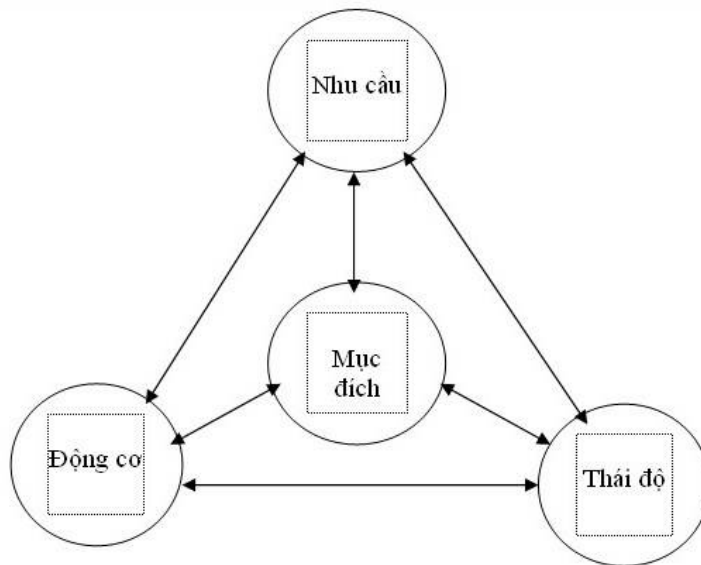 Nhu cầu
Mục
đích
Động cơ
Thái độ